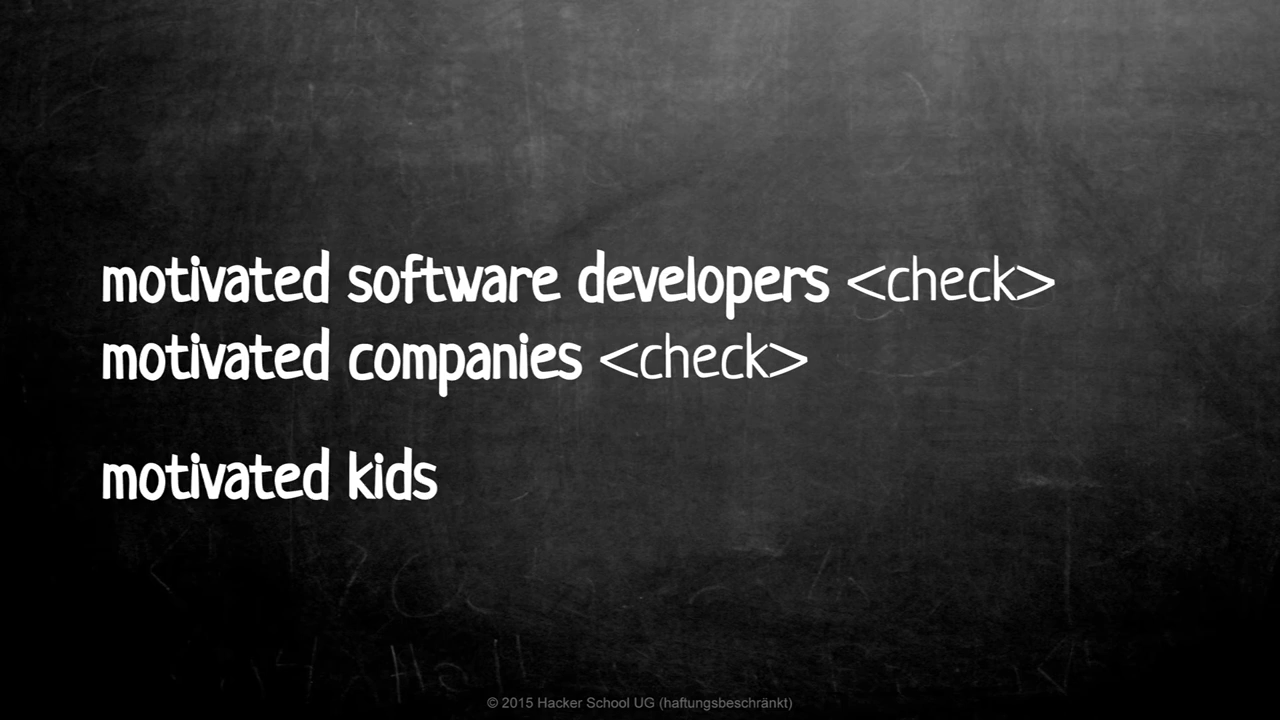 motivated software developers <check>
motivated companies <check>
motivated kids
© 2015 Hacker School UG (haftungsbeschränkt)